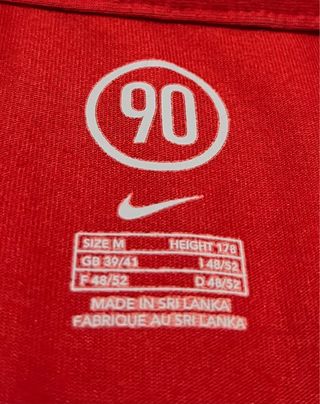 90
SIZE M HEIGHT 178
GB 39/41 I 48/52
F 48/52 D 48/52
MADE IN SRI LANKA
FABRIQUE AU SRI LANKA